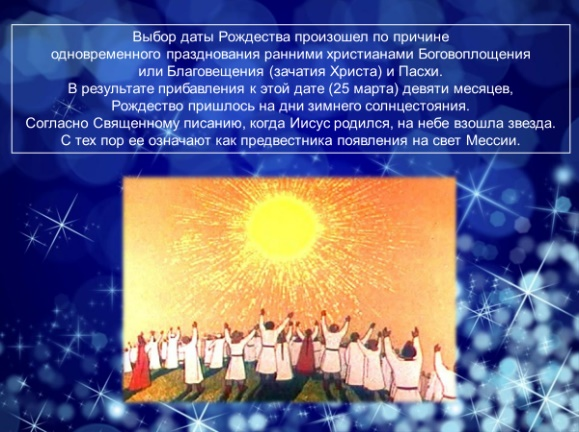 Выбор даты Рождества произошел по причине
одновременного празднования ранними христианами Боговоплощения
или Благовещения (зачатия Христа) и Пасхи.
В результате прибавления к этой дате (25 марта) девяти месяцев,
Рождество пришлось на дни зимнего солнцестояния.
Согласно Священному писанию, когда Иисус родился, на небе взошла звезда.
С тех пор ее означают как предвестника появления на свет Мессии.